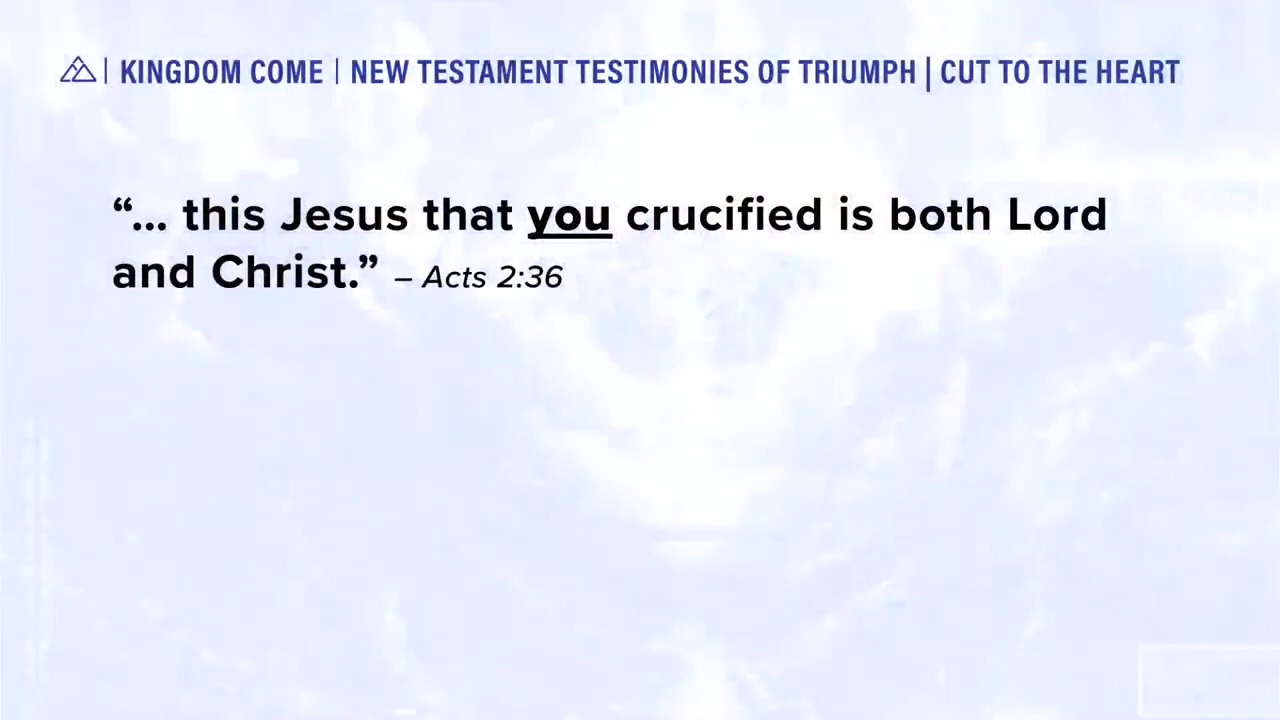 | KINGDOM COME | NEW TESTAMENT TESTIMONIES OF TRIUMPH | CUT TO THE HEART
“... this Jesus that you crucified is both Lord
and Christ.” – Acts 2:36